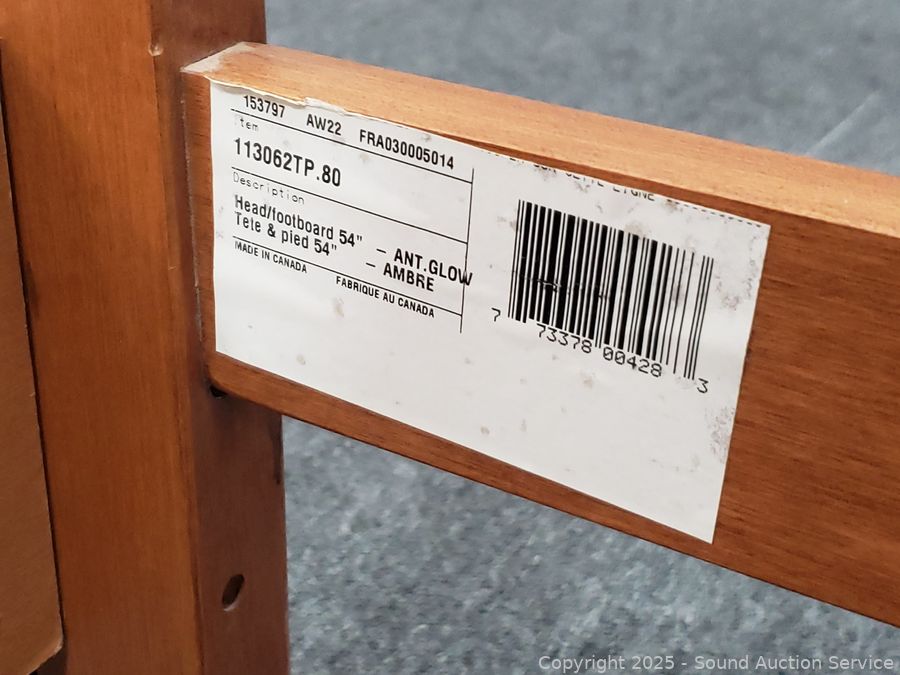 153797 AW22 FRA030005014
Item
113062TP.80
Description
Head/footboard 54" – ANT.GLOW
Tete & pied 54" – AMBRE
MADE IN CANADA
FABRIQUE AU CANADA
LIGNE
7 73378 00428 3
Copyright 2025 - Sound Auction Service